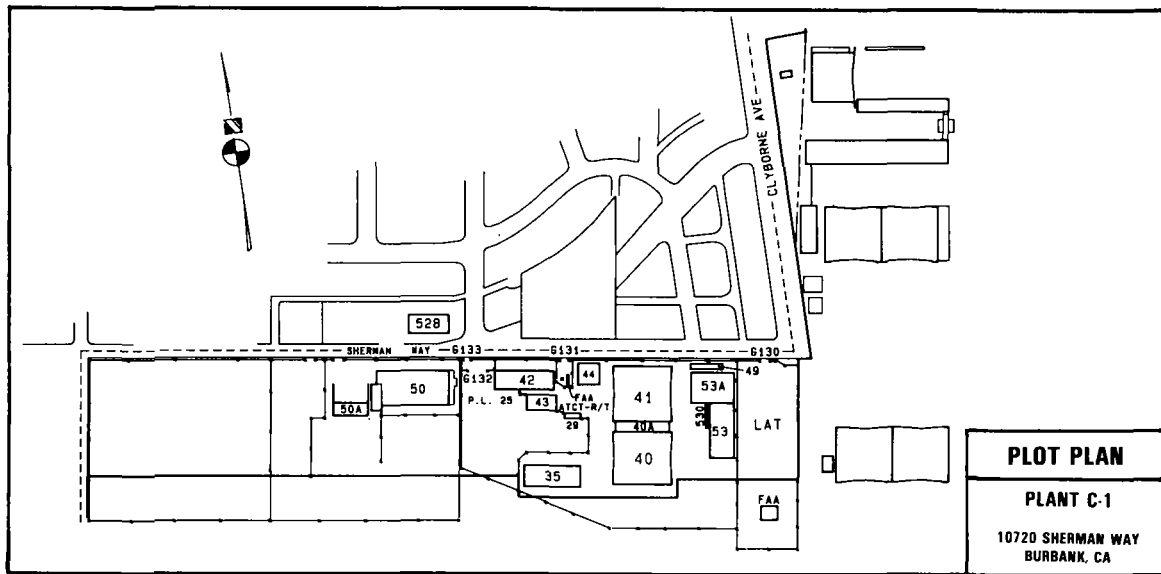 CLYBORNE AVE
528
SHERMAN WAY G133 G131 G130
49
G132
42
44
50
41
53A
FAA
ATCT-R/T
P.L. 25
43
50A
29
40A
530
53
LAT
40
35
FAA
PLOT PLAN
PLANT C-1
10720 SHERMAN WAY
BURBANK, CA